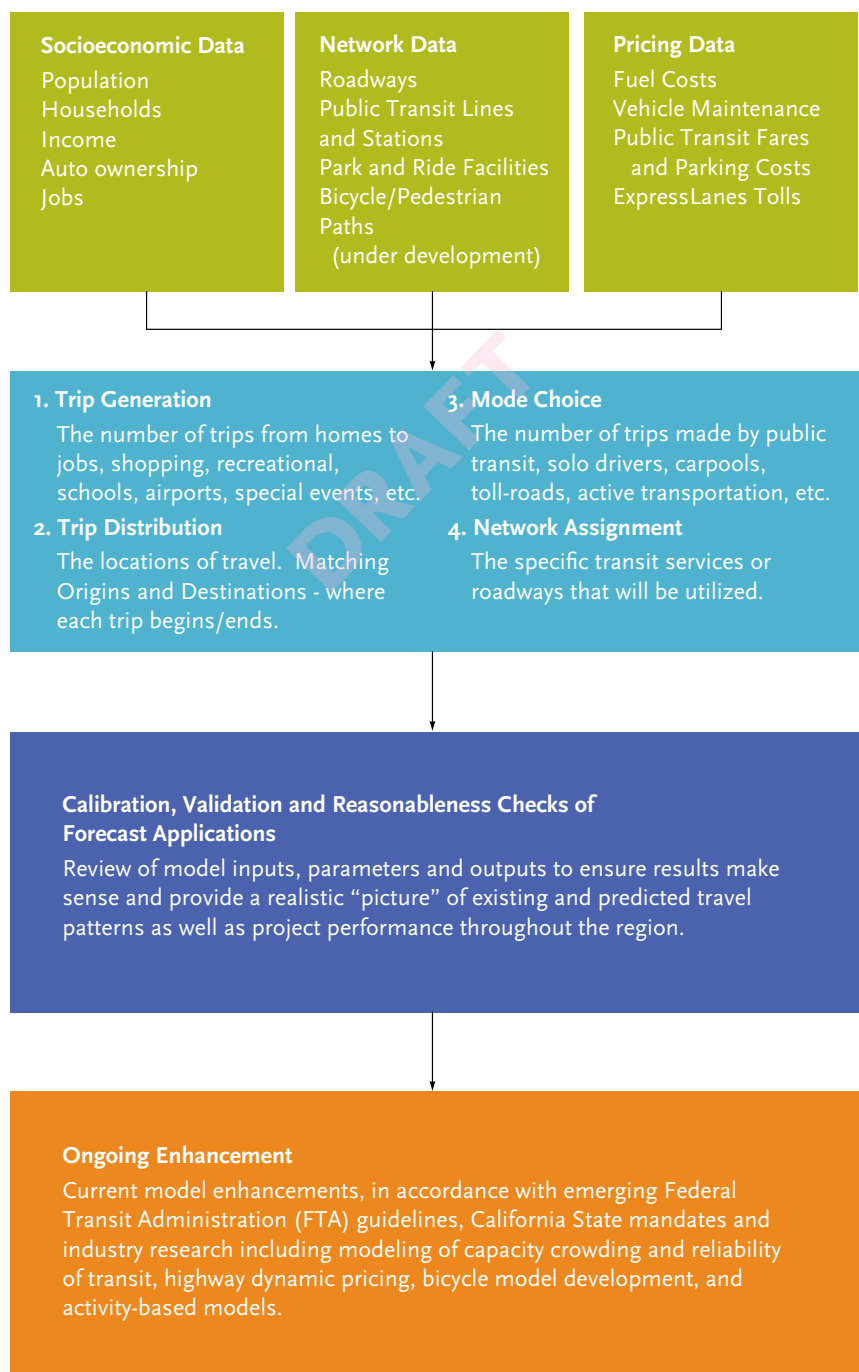 Socioeconomic Data
Population
Households
Income
Auto ownership
Jobs
Network Data
Roadways
Public Transit Lines
and Stations
Park and Ride Facilities
Bicycle/Pedestrian
Paths
(under development)
Pricing Data
Fuel Costs
Vehicle Maintenance
Public Transit Fares
and Parking Costs
ExpressLanes Tolls
1. Trip Generation
The number of trips from homes to
jobs, shopping, recreational,
schools, airports, special events, etc.
2. Trip Distribution
The locations of travel. Matching
Origins and Destinations - where
each trip begins/ends.
3. Mode Choice
The number of trips made by public
transit, solo drivers, carpools,
toll-roads, active transportation, etc.
4. Network Assignment
The specific transit services or
roadways that will be utilized.
DRAFT
Calibration, Validation and Reasonableness Checks of
Forecast Applications
Review of model inputs, parameters and outputs to ensure results make
sense and provide a realistic “picture” of existing and predicted travel
patterns as well as project performance throughout the region.
Ongoing Enhancement
Current model enhancements, in accordance with emerging Federal
Transit Administration (FTA) guidelines, California State mandates and
industry research including modeling of capacity crowding and reliability
of transit, highway dynamic pricing, bicycle model development, and
activity-based models.